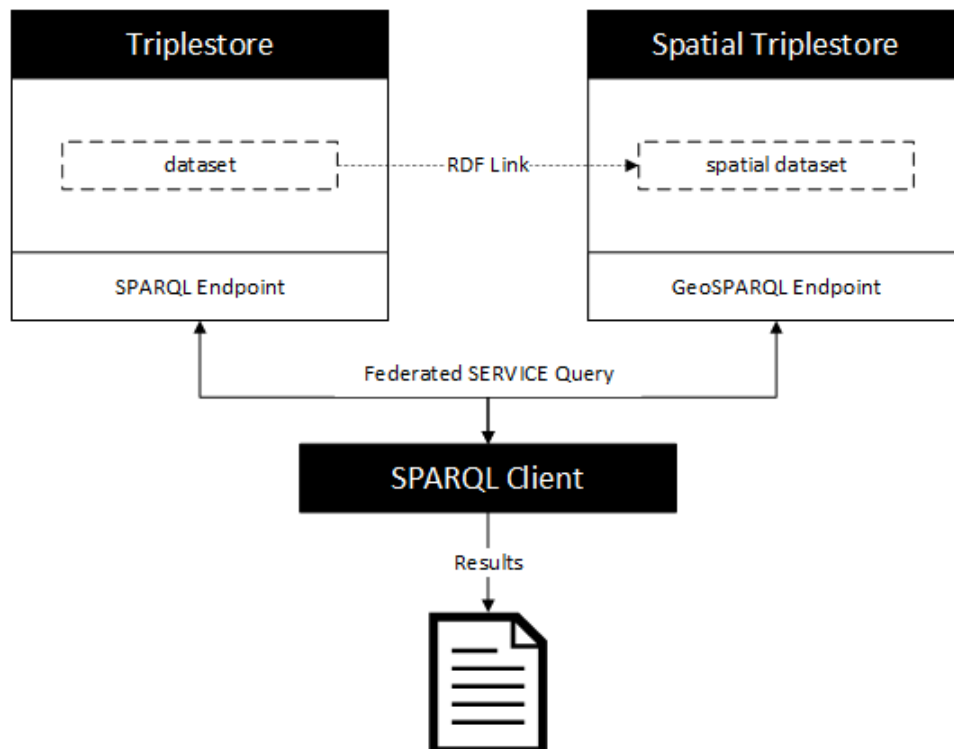 Triplestore
Spatial Triplestore
dataset
RDF Link
spatial dataset
SPARQL Endpoint
GeoSPARQL Endpoint
Federated SERVICE Query
SPARQL Client
Results